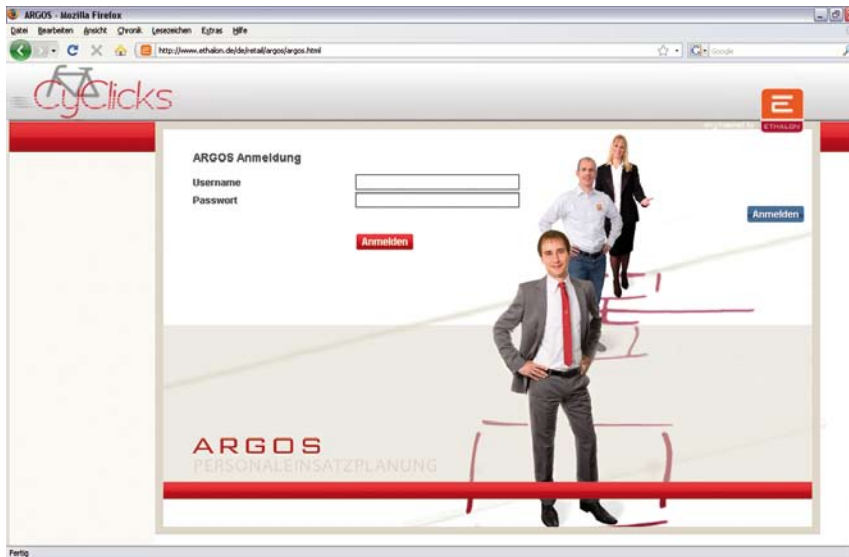 ARGOS - Mozilla Firefox
Datei Bearbeiten Ansicht Chronik Lesezeichen Extras Hilfe
http://www.ethalon.de/de/retail/argos/argos.html
Google
CyClicks
ETHALON
ARGOS Anmeldung
Username
Passwort
Anmelden
Anmelden
ARGOS
PERSONALEINSATZPLANUNG
Fertig